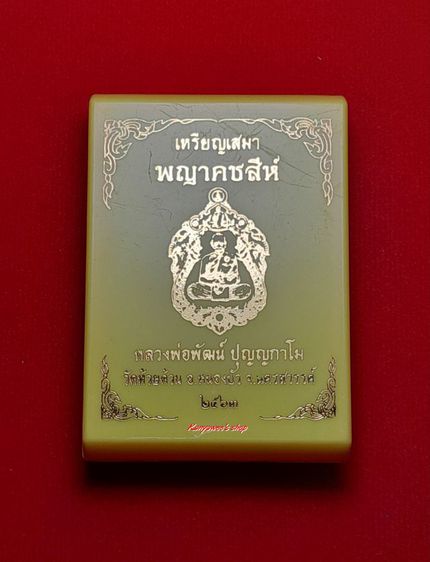 เหรียญเสมา
พญาคชสีห์
หลวงพ่อพัฒน์ ปุญญกาโม
วัดห้วยด้วน อ.หนองบัว จ.นครสวรรค์
๒๕๖๓
Kanyawee's shop